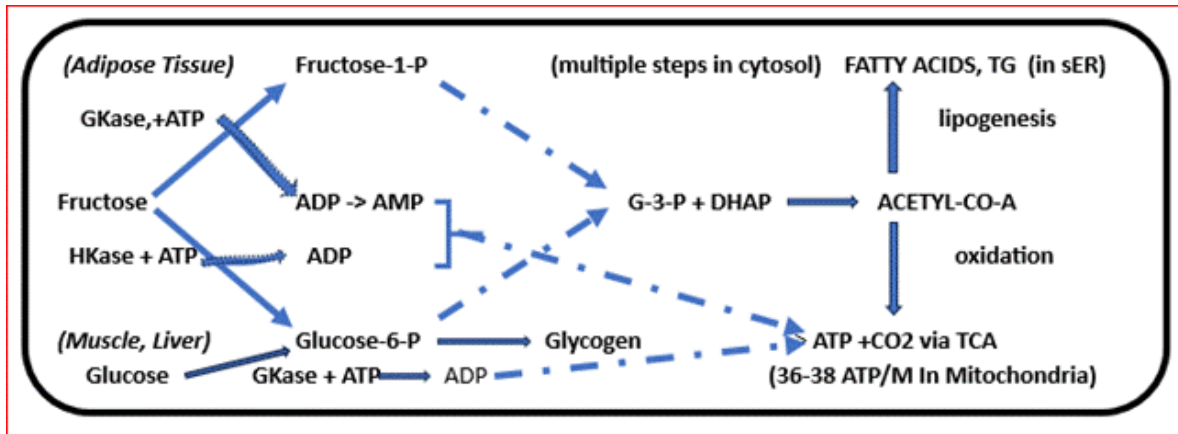 (Adipose Tissue) Fructose-1-P (multiple steps in cytosol) FATTY ACIDS, TG (in sER)
GKase,+ATP lipogenesis
Fructose ADP -> AMP G-3-P + DHAP ACETYL-CO-A
HKase + ATP ADP oxidation
(Muscle, Liver) Glucose-6-P Glycogen ATP +CO2 via TCA
Glucose GKase + ATP ADP (36-38 ATP/M In Mitochondria)